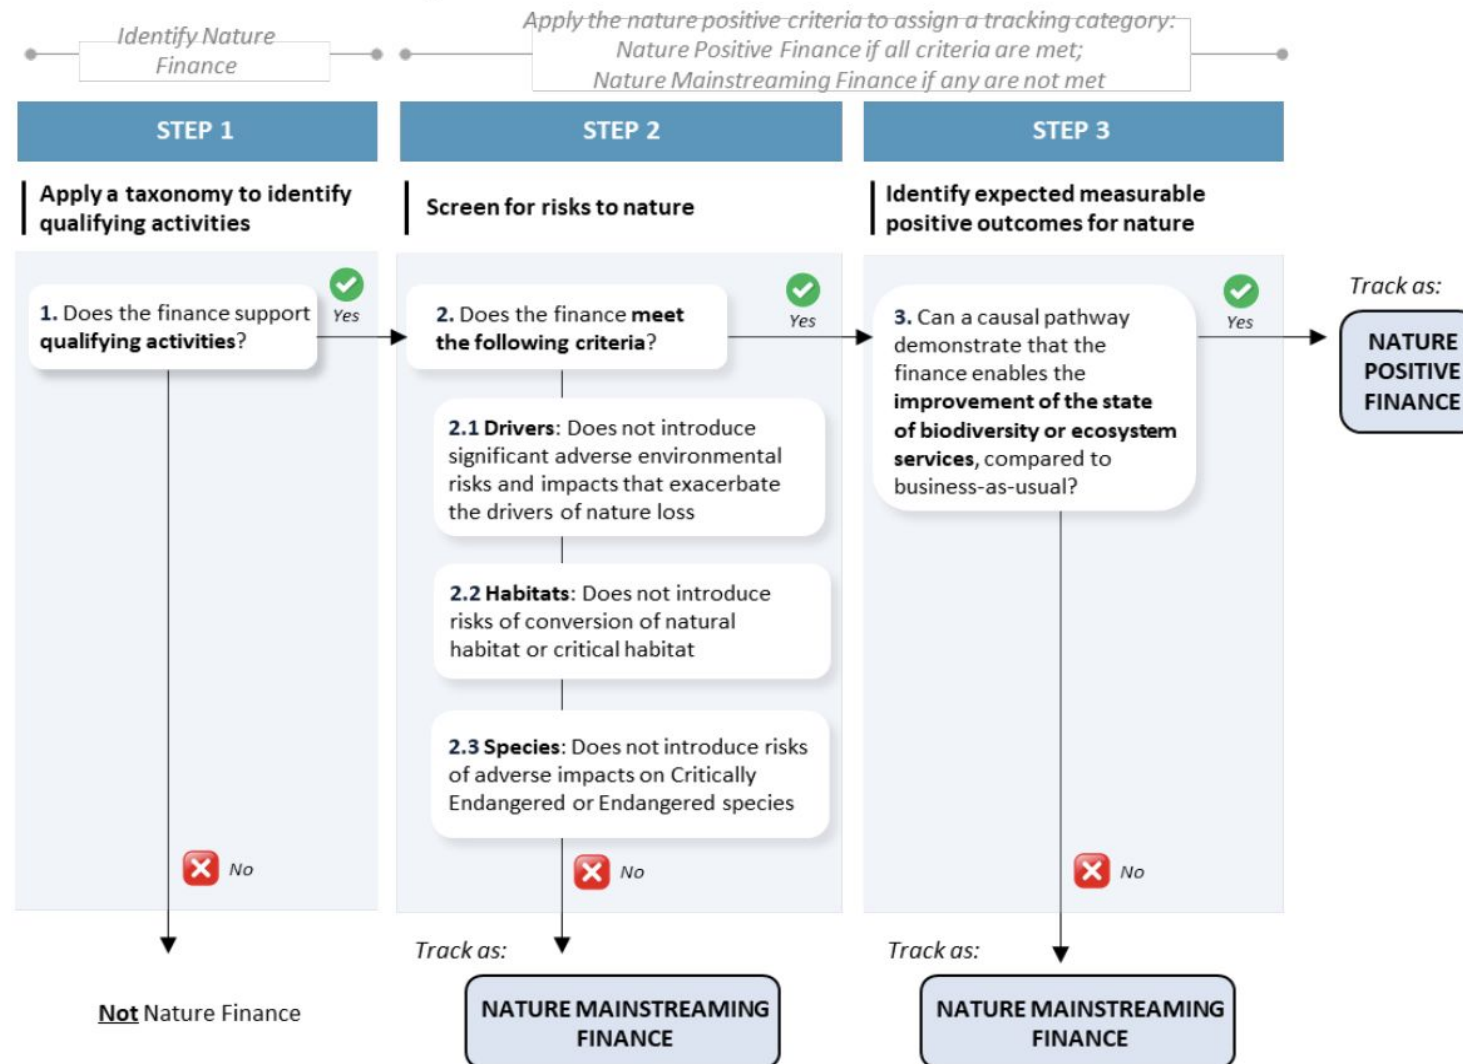 Identify Nature
Finance
Apply the nature positive criteria to assign a tracking category:
Nature Positive Finance if all criteria are met;
Nature Mainstreaming Finance if any are not met
STEP 1
STEP 2
STEP 3
Apply a taxonomy to identify
qualifying activities
Screen for risks to nature
Identify expected measurable
positive outcomes for nature
1. Does the finance support
qualifying activities?
Yes
2. Does the finance meet
the following criteria?
Yes
2.1 Drivers: Does not introduce
significant adverse environmental
risks and impacts that exacerbate
the drivers of nature loss
2.2 Habitats: Does not introduce
risks of conversion of natural
habitat or critical habitat
2.3 Species: Does not introduce risks
of adverse impacts on Critically
Endangered or Endangered species
3. Can a causal pathway
demonstrate that the
finance enables the
improvement of the state
of biodiversity or ecosystem
services, compared to
business-as-usual?
Yes
Track as:
NATURE
POSITIVE
FINANCE
No
No
No
Not Nature Finance
Track as:
NATURE MAINSTREAMING
FINANCE
Track as:
NATURE MAINSTREAMING
FINANCE